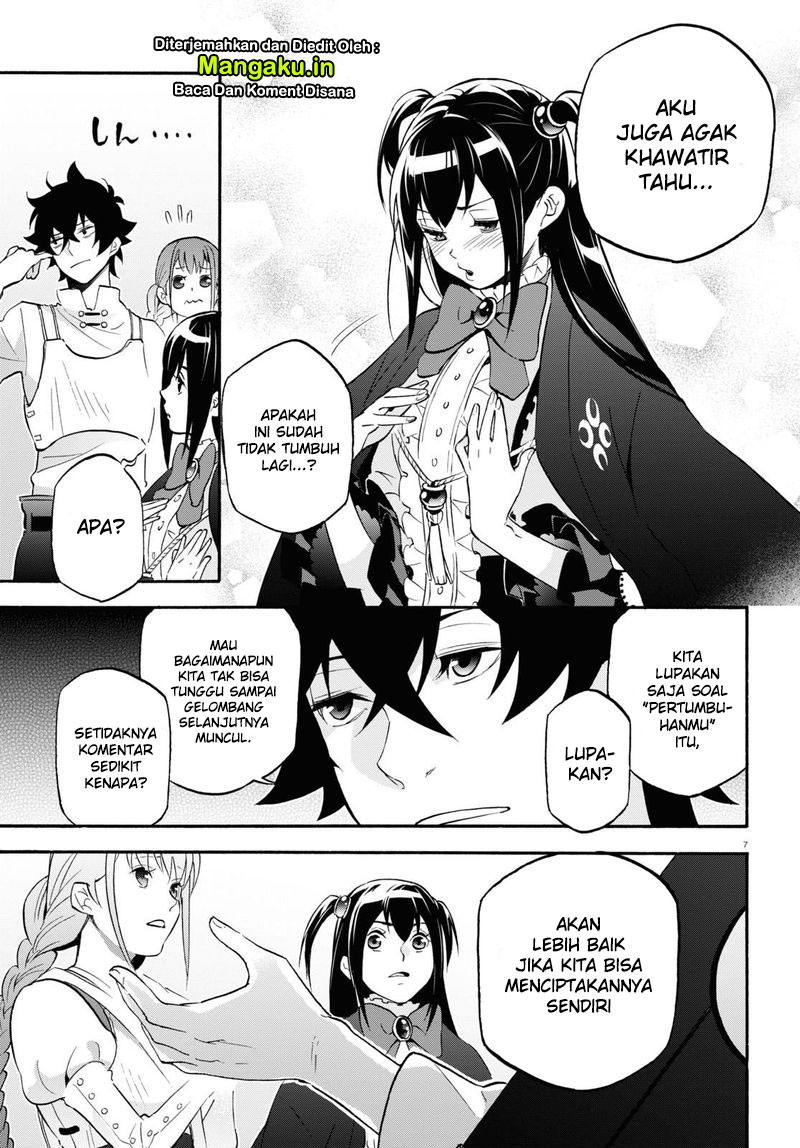 Diterjemahkan dan Diedit Oleh :
Mangaku.in
Baca Dan Koment Disana
AKU
JUGA AGAK
KHAWATIR
TAHU...
APAKAH
INI SUDAH
TIDAK TUMBUH
LAGI...?
しん‥‥
APA?
KITA
LUPAKAN
SAJA SOAL
"PERTUMBU-
HANMU"
ITU,
LUPA-
KAN?
MAU
BAGAIMANAPUN
KITA TAK BISA
TUNGGU SAMPAI
GELOMBANG
SELANJUTNYA
MUNCUL.
SETIDAKNYA
KOMENTAR
SEDIKIT
KENAPA?
7
AKAN
LEBIH BAIK
JIKA KITA BISA
MENCIPTAKANNYA
SENDIRI